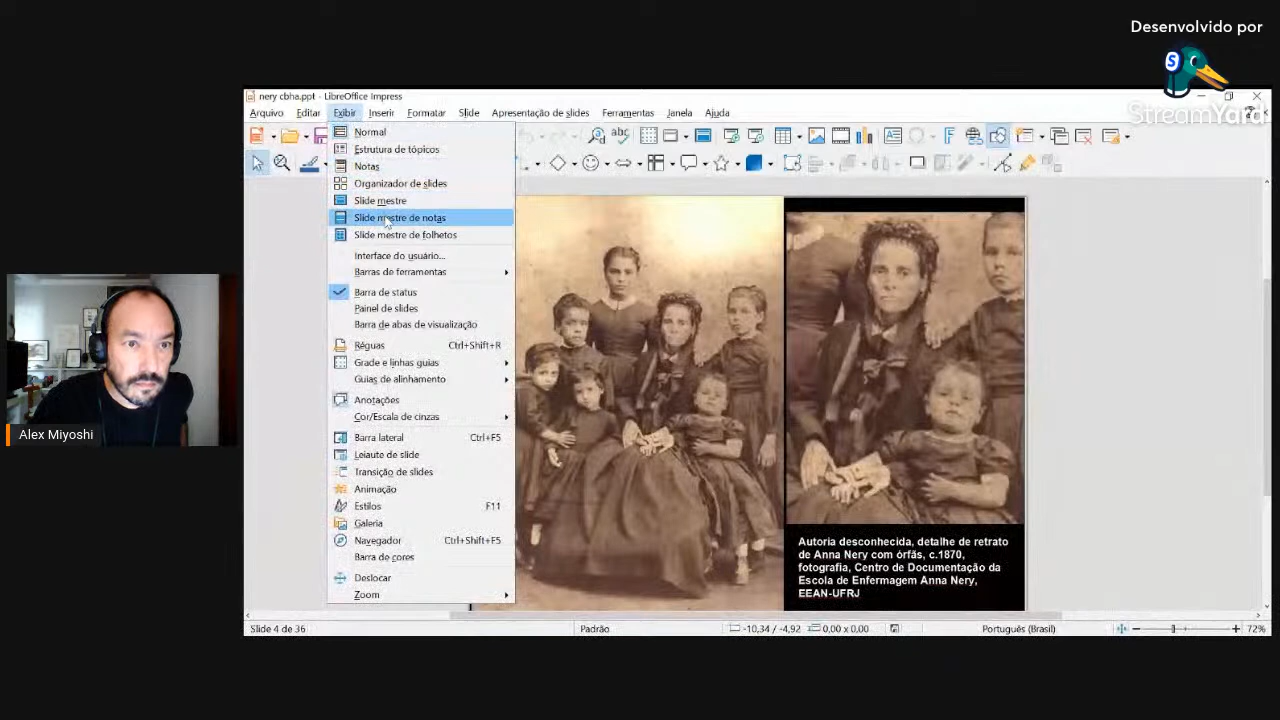 Desenvolvido por
StreamYard
nery cbha.ppt - LibreOffice Impress
Arquivo Editar Exibir Inserir Formatar Slide Apresentação de slides Ferramentas Janela Ajuda
Normal
Estrutura de tópicos
Notas
Organizador de slides
Slide mestre
Slide mestre de notas
Slide mestre de folhetos
Interface do usuário...
Barras de ferramentas
Barra de status
Painel de slides
Barra de abas de visualização
Réguas Ctrl+Shift+R
Grade e linhas guias
Guias de alinhamento
Anotações
Cor/Escala de cinzas
Barra lateral Ctrl+F5
Leiaute de slide
Transição de slides
Animação
Estilos F11
Galeria
Navegador Ctrl+Shift+F5
Barra de cores
Deslocar
Zoom
Alex Miyoshi
Autoria desconhecida, detalhe de retrato
de Anna Nery com órfãs, c.1870,
fotografia, Centro de Documentação da
Escola de Enfermagem Anna Nery,
EEAN-UFRJ
Slide 4 de 36 Padrão -10,34 / -4,92 0,00 x 0,00 Português (Brasil) 72%